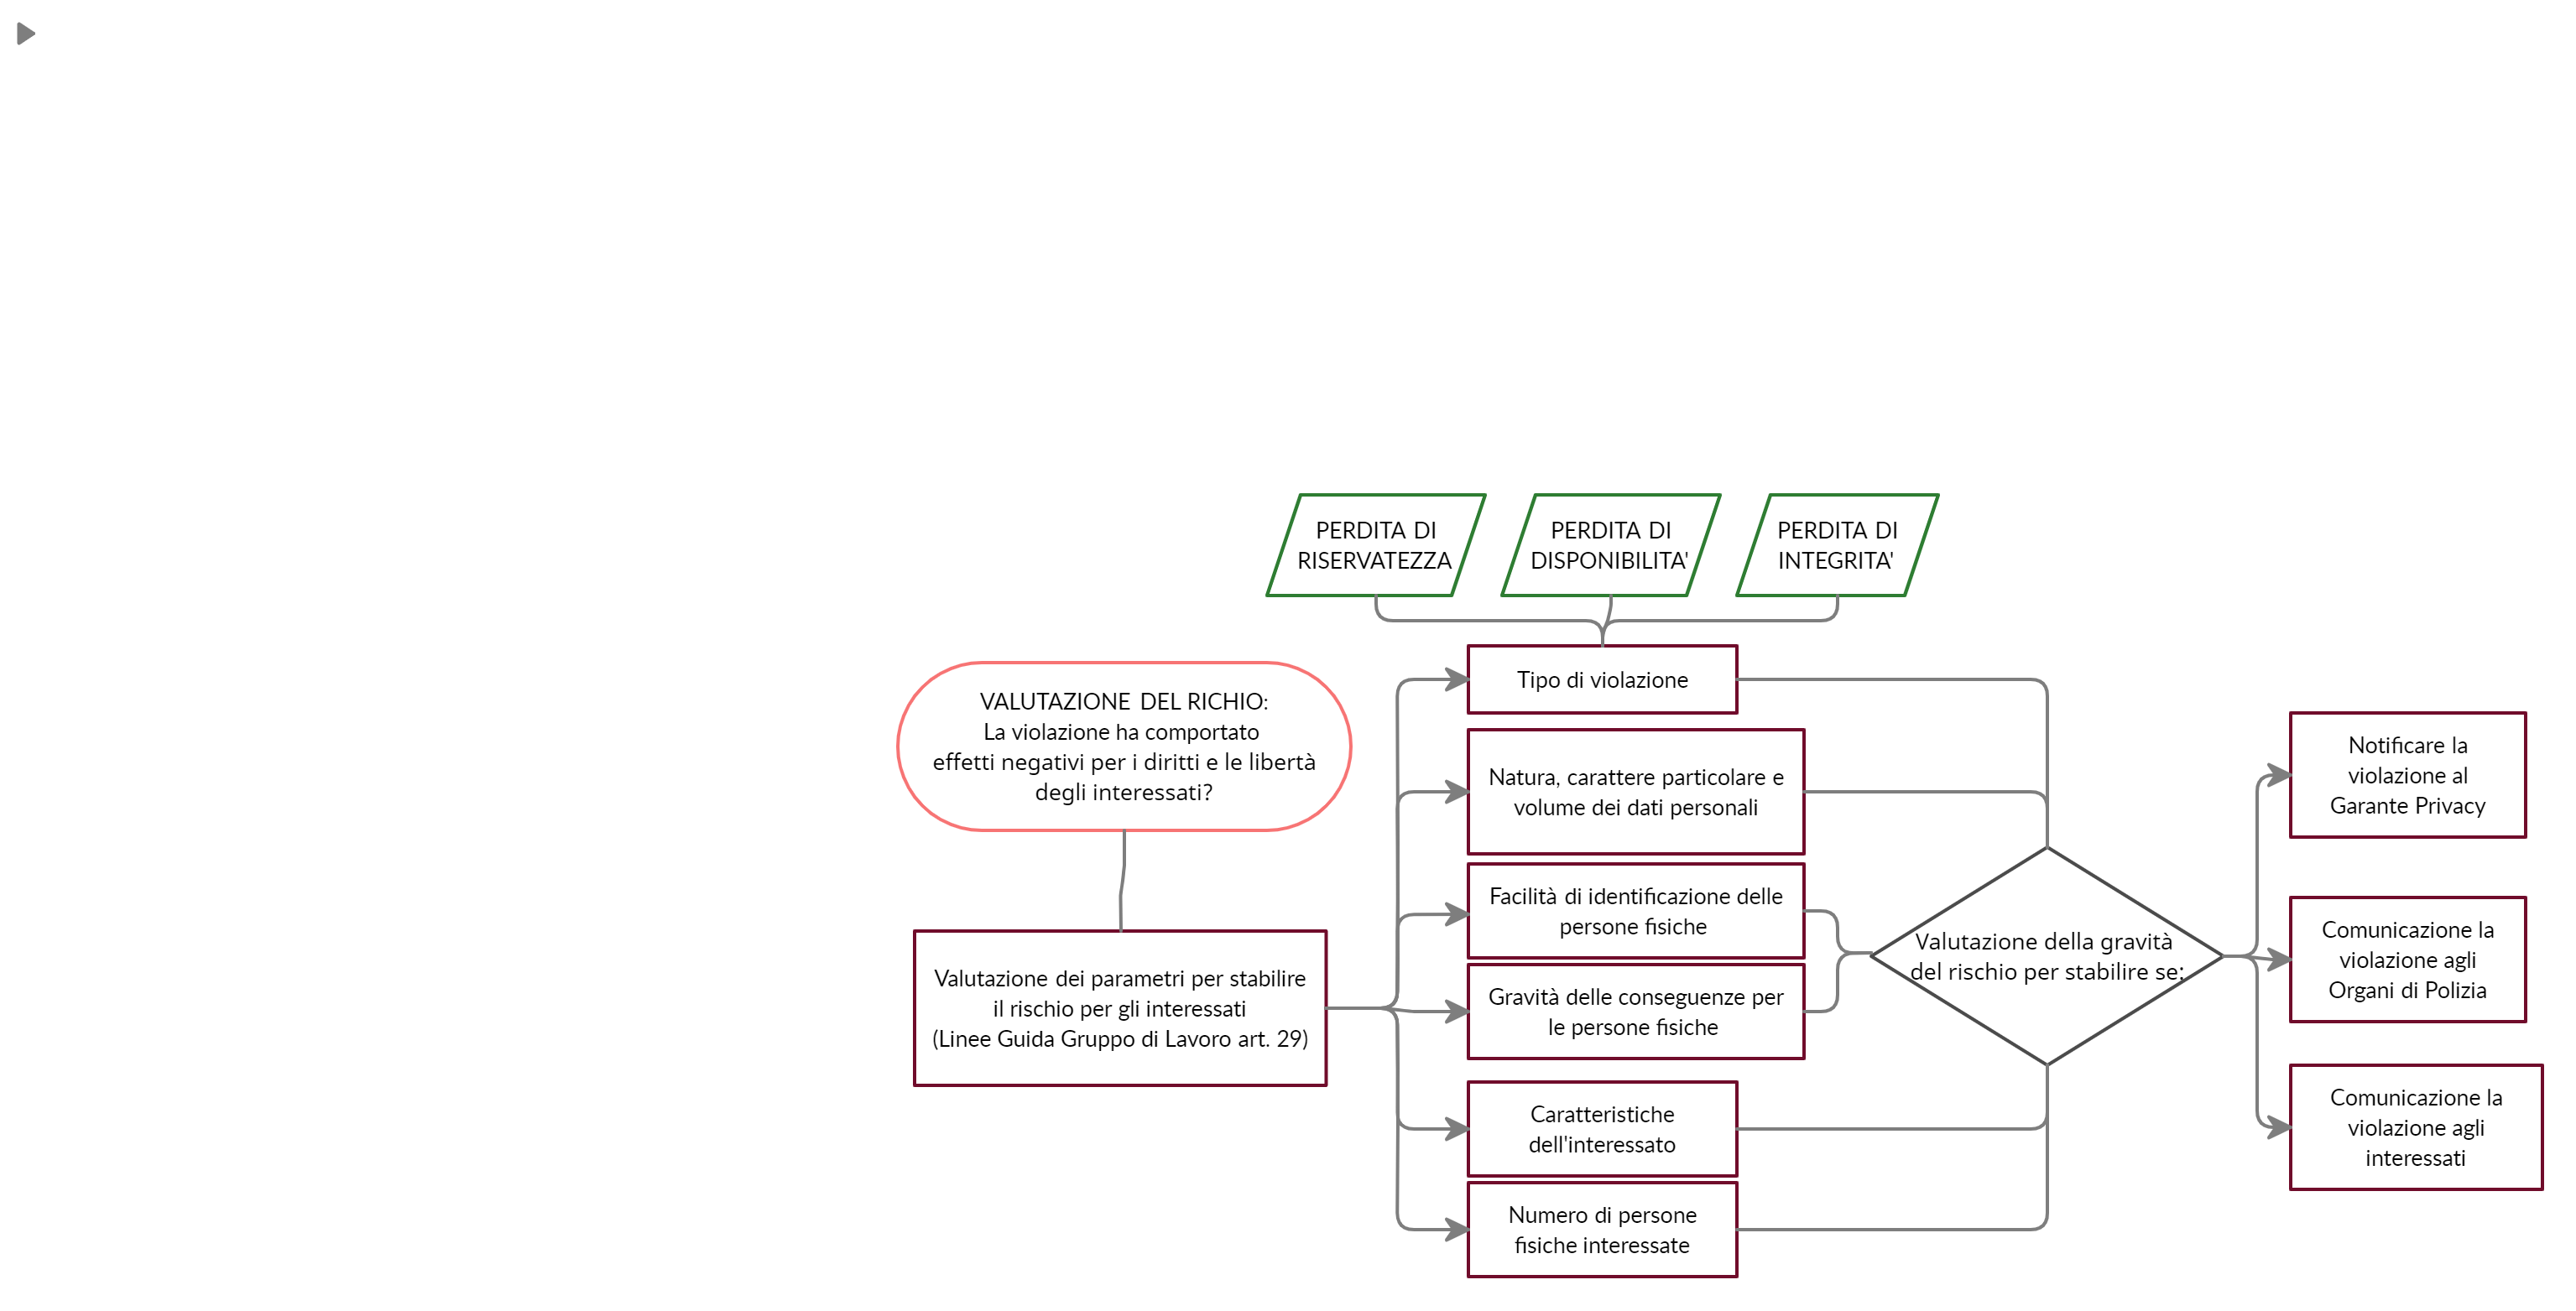 PERDITA DI
RISERVATEZZA
PERDITA DI
DISPONIBILITA'
PERDITA DI
INTEGRITA'
VALUTAZIONE DEL RICHIO:
La violazione ha comportato
effetti negativi per i diritti e le libertà
degli interessati?
Valutazione dei parametri per stabilire
il rischio per gli interessati
(Linee Guida Gruppo di Lavoro art. 29)
Tipo di violazione
Natura, carattere particolare e
volume dei dati personali
Facilità di identificazione delle
persone fisiche
Gravità delle conseguenze per
le persone fisiche
Caratteristiche
dell'interessato
Numero di persone
fisiche interessate
Valutazione della gravità
del rischio per stabilire se:
Notificare la
violazione al
Garante Privacy
Comunicazione la
violazione agli
Organi di Polizia
Comunicazione la
violazione agli
interessati